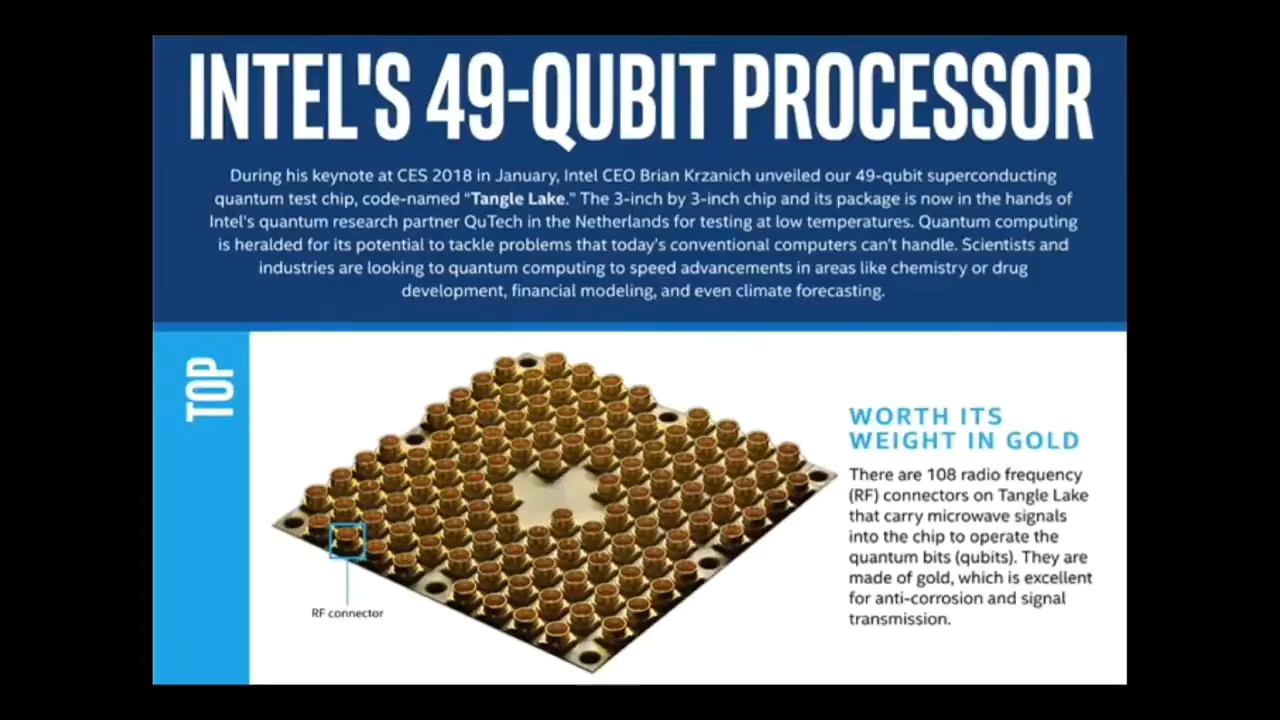 INTEL'S 49-QUBIT PROCESSOR
During his keynote at CES 2018 in January, Intel CEO Brian Krzanich unveiled our 49-qubit superconducting
quantum test chip, code-named “Tangle Lake.” The 3-inch by 3-inch chip and its package is now in the hands of
Intel's quantum research partner QuTech in the Netherlands for testing at low temperatures. Quantum computing
is heralded for its potential to tackle problems that today's conventional computers can't handle. Scientists and
industries are looking to quantum computing to speed advancements in areas like chemistry or drug
development, financial modeling, and even climate forecasting.
TOP
WORTH ITS
WEIGHT IN GOLD
There are 108 radio frequency
(RF) connectors on Tangle Lake
that carry microwave signals
into the chip to operate the
quantum bits (qubits). They are
made of gold, which is excellent
for anti-corrosion and signal
transmission.
RF connector